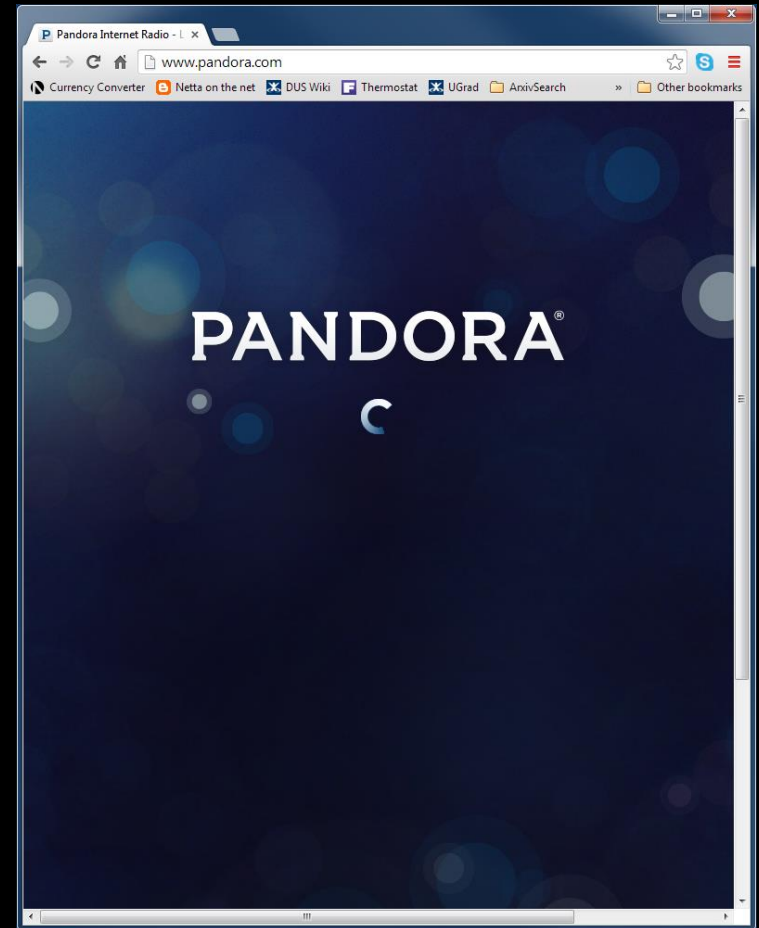 P Pandora Internet Radio - L
www.pandora.com
S
Currency Converter Netta on the net DUS Wiki Thermostat UGrad ArxivSearch » Other bookmarks
PANDORA®